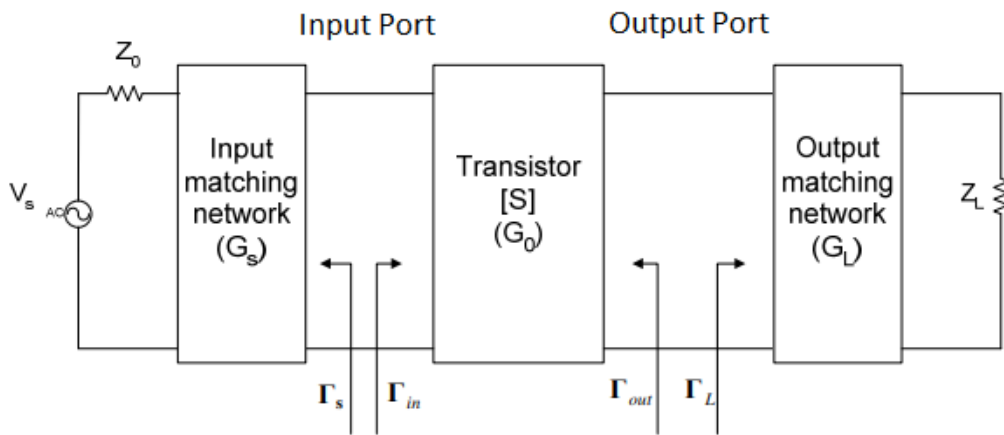 Input Port
Output Port
Z0
Vs
AC
Input
matching
network
(Gs)
Transistor
[S]
(G0)
Output
matching
network
(GL)
ZL
Γs
Γin
Γout
ΓL